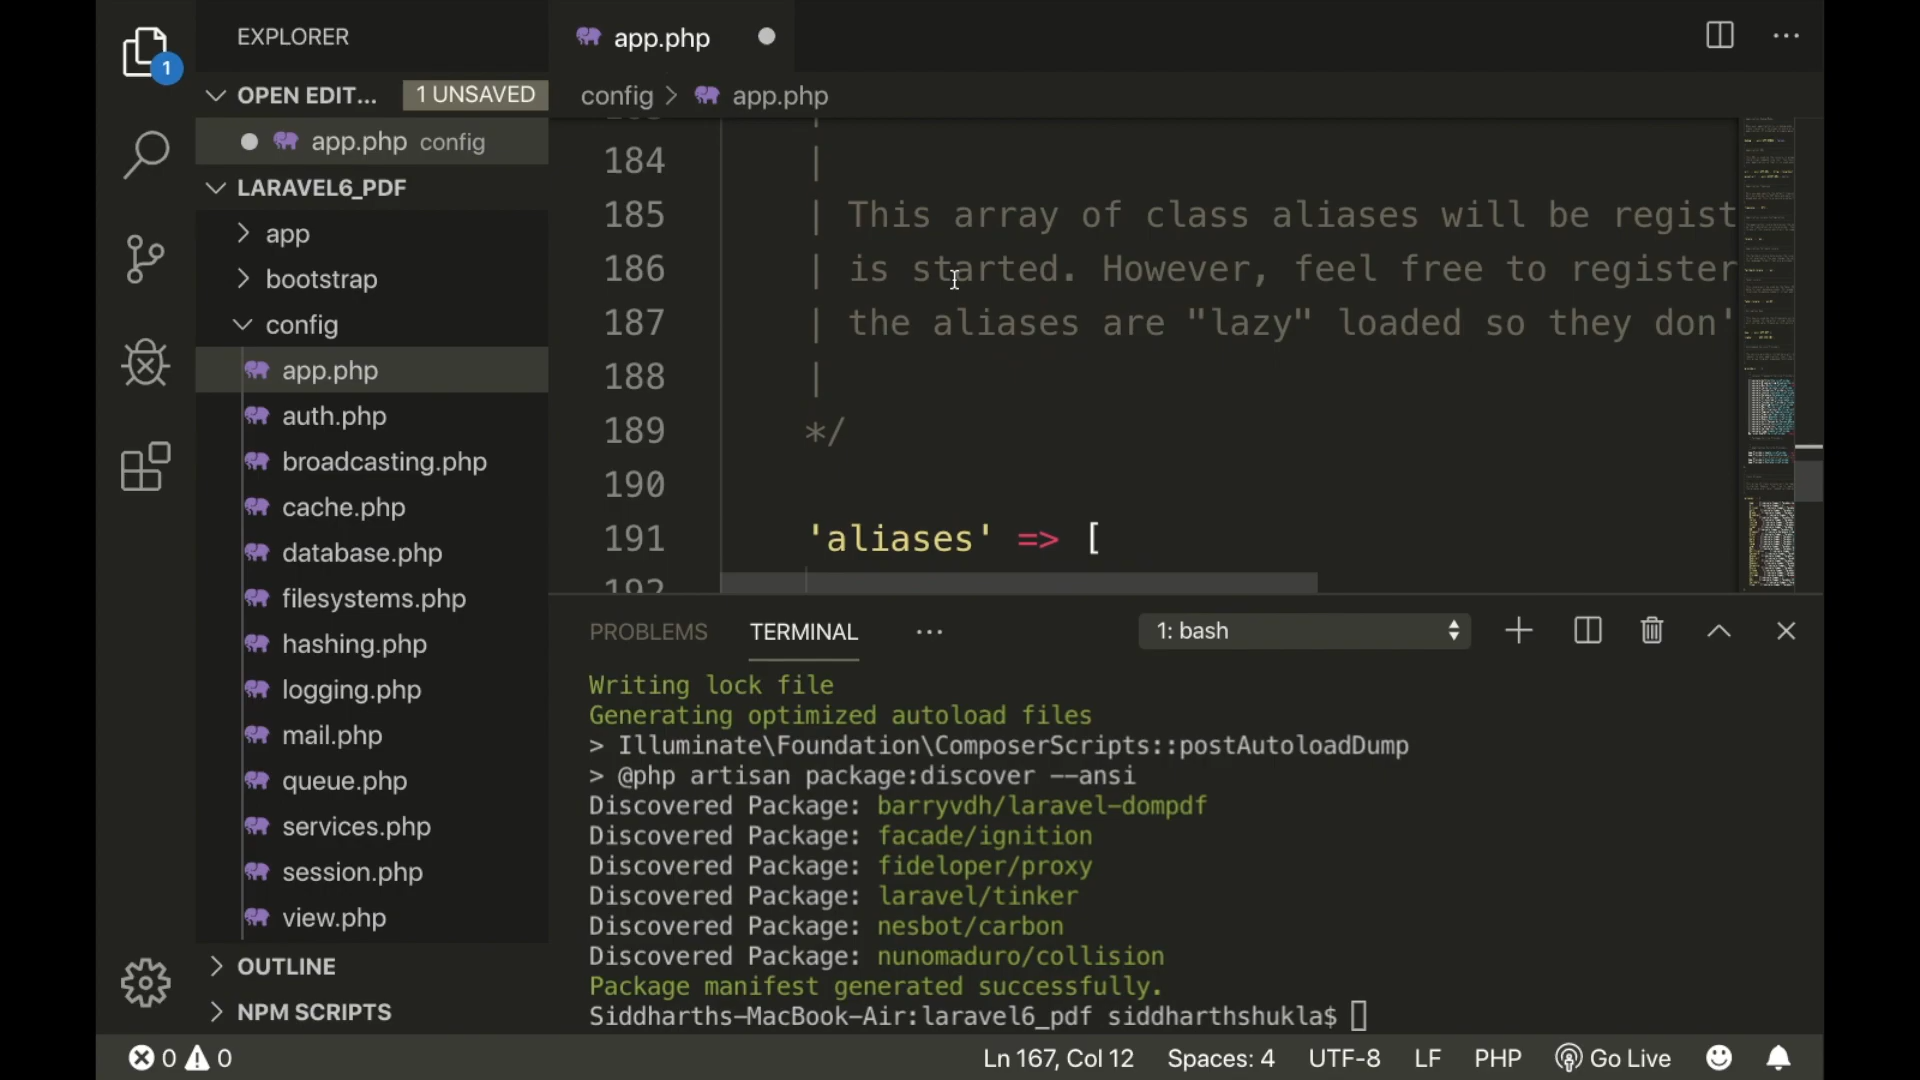 EXPLORER
1
OPEN EDIT...
1 UNSAVED
app.php config
LARAVEL6_PDF
app
bootstrap
config
app.php
auth.php
broadcasting.php
cache.php
database.php
filesystems.php
hashing.php
logging.php
mail.php
queue.php
services.php
session.php
view.php
OUTLINE
NPM SCRIPTS
app.php
config > app.php
184 |
185 | This array of class aliases will be regist
186 | is started. However, feel free to register
187 | the aliases are "lazy" loaded so they don'
188 |
189 */
190
191 'aliases' => [
192
PROBLEMS TERMINAL ... 1: bash
Writing lock file
Generating optimized autoload files
> Illuminate\Foundation\ComposerScripts::postAutoloadDump
> @php artisan package:discover --ansi
Discovered Package: barryvdh/laravel-dompdf
Discovered Package: facade/ignition
Discovered Package: fideloper/proxy
Discovered Package: laravel/tinker
Discovered Package: nesbot/carbon
Discovered Package: nunomaduro/collision
Package manifest generated successfully.
Siddharths-MacBook-Air:laravel6_pdf siddharthshukla$
0 0 Ln 167, Col 12 Spaces: 4 UTF-8 LF PHP Go Live